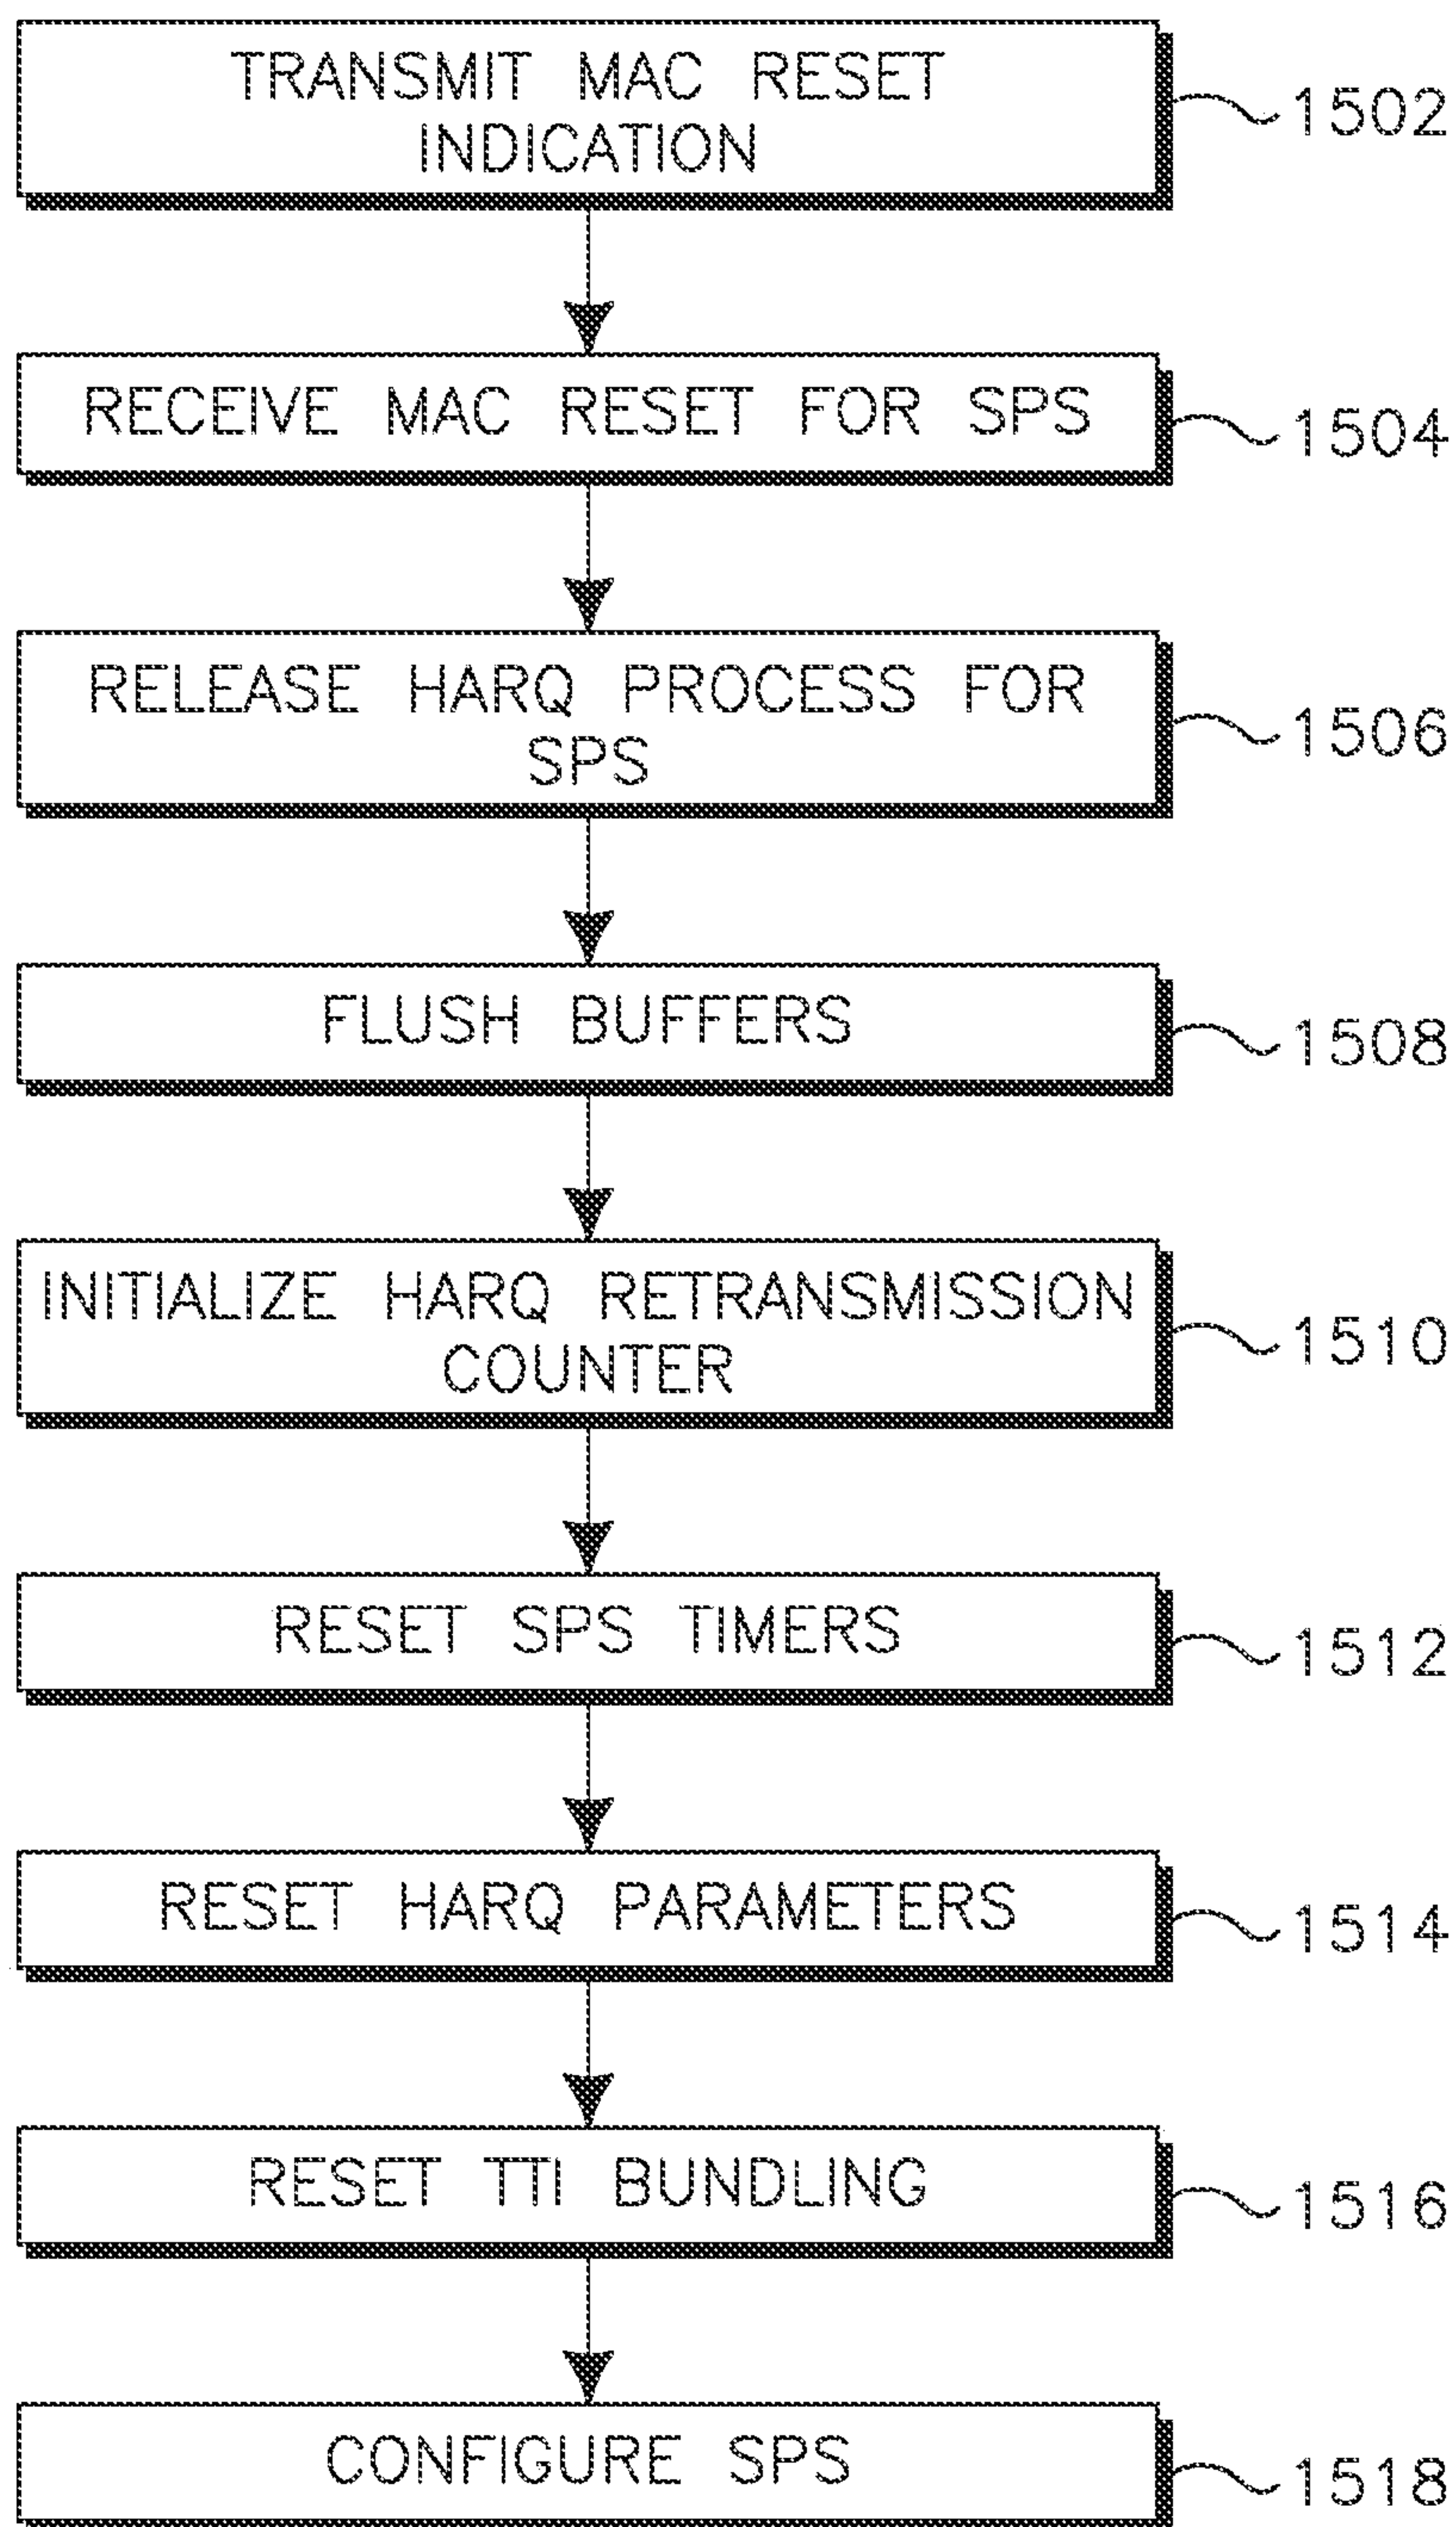 TRANSMIT MAC RESET
INDICATION
1502
RECEIVE MAC RESET FOR SPS
1504
RELEASE HARQ PROCESS FOR
SPS
1506
FLUSH BUFFERS
1508
INITIALIZE HARQ RETRANSMISSION
COUNTER
1510
RESET SPS TIMERS
1512
RESET HARQ PARAMETERS
1514
RESET TTI BUNDLING
1516
CONFIGURE SPS
1518